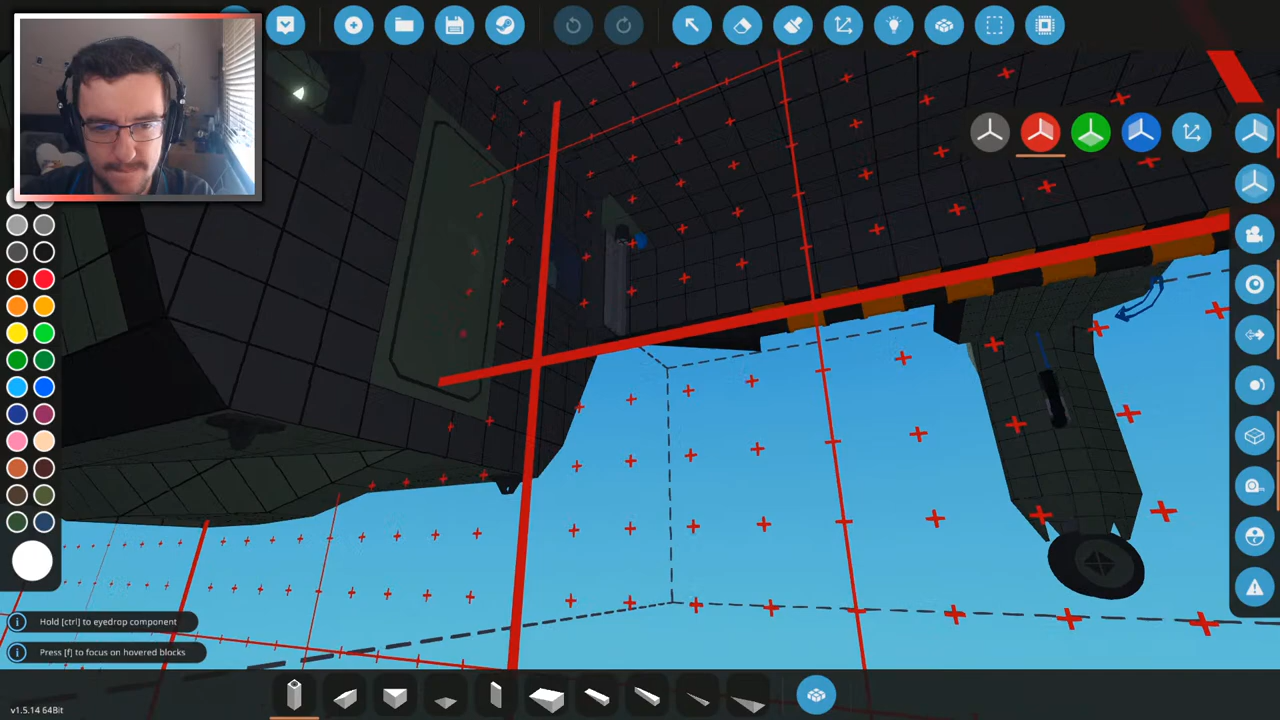 Hold [ctrl] to eyedrop component
Press [f] to focus on hovered blocks
v1.5.14 64Bit